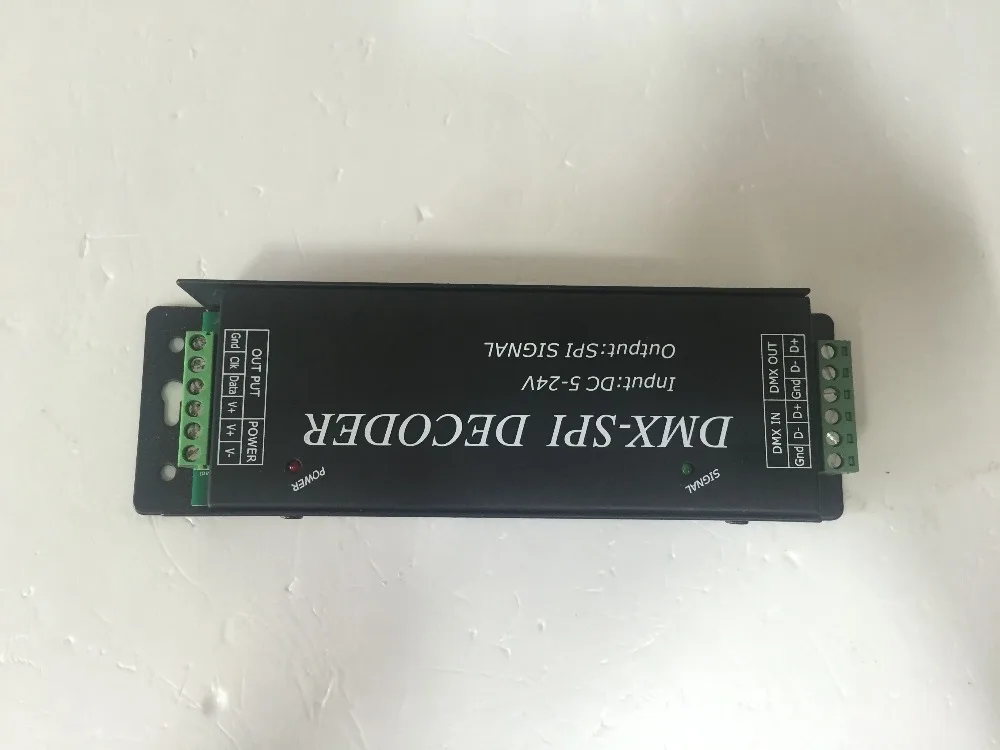 DMX-SPI DECODER
Input:DC 5-24V
Output:SPI SIGNAL
SIGNAL
POWER
DMX IN
DMX OUT
Gnd
D-
D+
Gnd
D-
D+
OUT PUT
POWER
Gnd
Clk
Data
V+
V+
V-